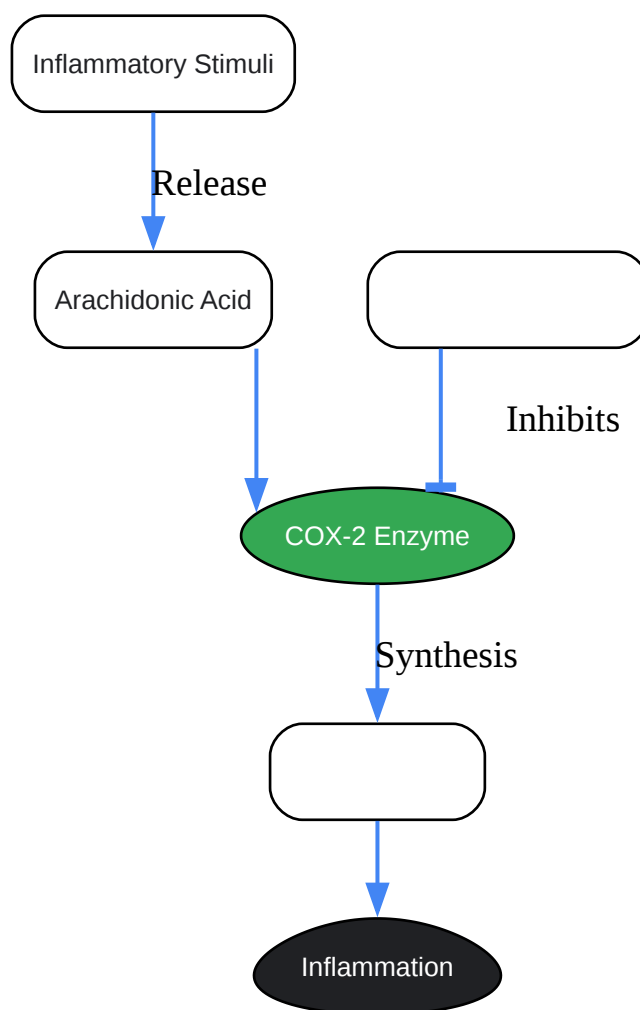 Inflammatory Stimuli
Release
Arachidonic Acid
Inhibits
COX-2 Enzyme
Synthesis
Inflammation